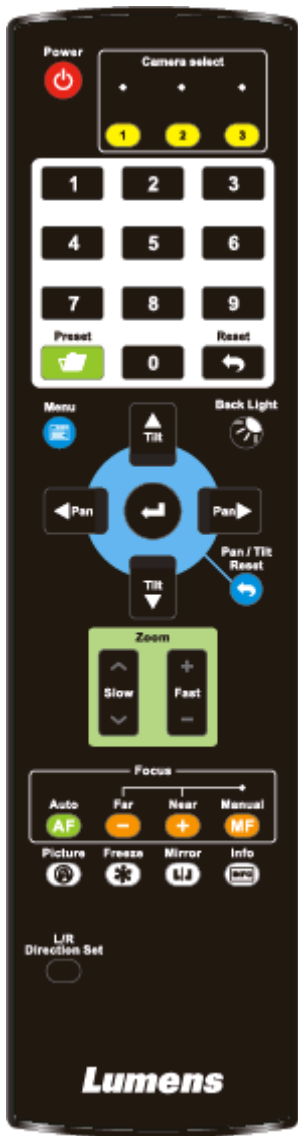 Power
Camera select
1 2 3
1 2 3
4 5 6
7 8 9
Preset Reset
0
Menu Back Light
Tilt
Pan Pan
Tilt
Pan / Tilt
Reset
Zoom
Slow + Fast -
Focus
Auto Far Near Manual
AF - + MF
Picture Freeze Mirror Info
INFO
L/R
Direction Set
Lumens